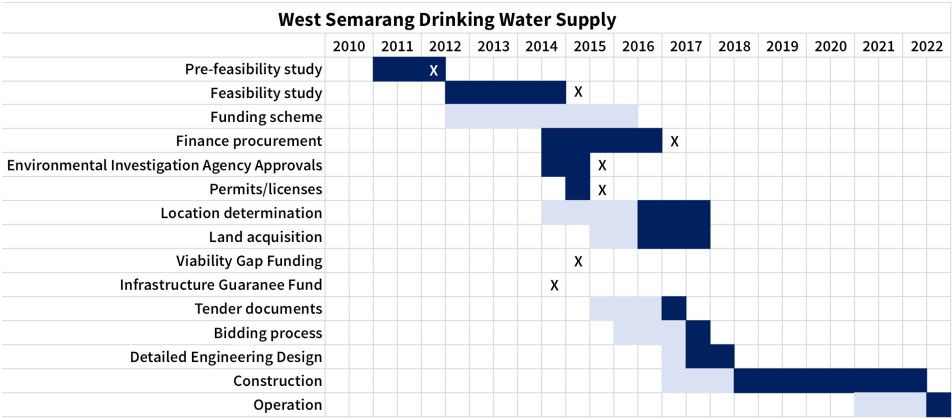 West Semarang Drinking Water Supply
2010 2011 2012 2013 2014 2015 2016 2017 2018 2019 2020 2021 2022
Pre-feasibility study X
Feasibility study X
Funding scheme
Finance procurement X
Environmental Investigation Agency Approvals X
Permits/licenses X
Location determination
Land acquisition
Viability Gap Funding X
Infrastructure Guaranee Fund X
Tender documents
Bidding process
Detailed Engineering Design
Construction
Operation